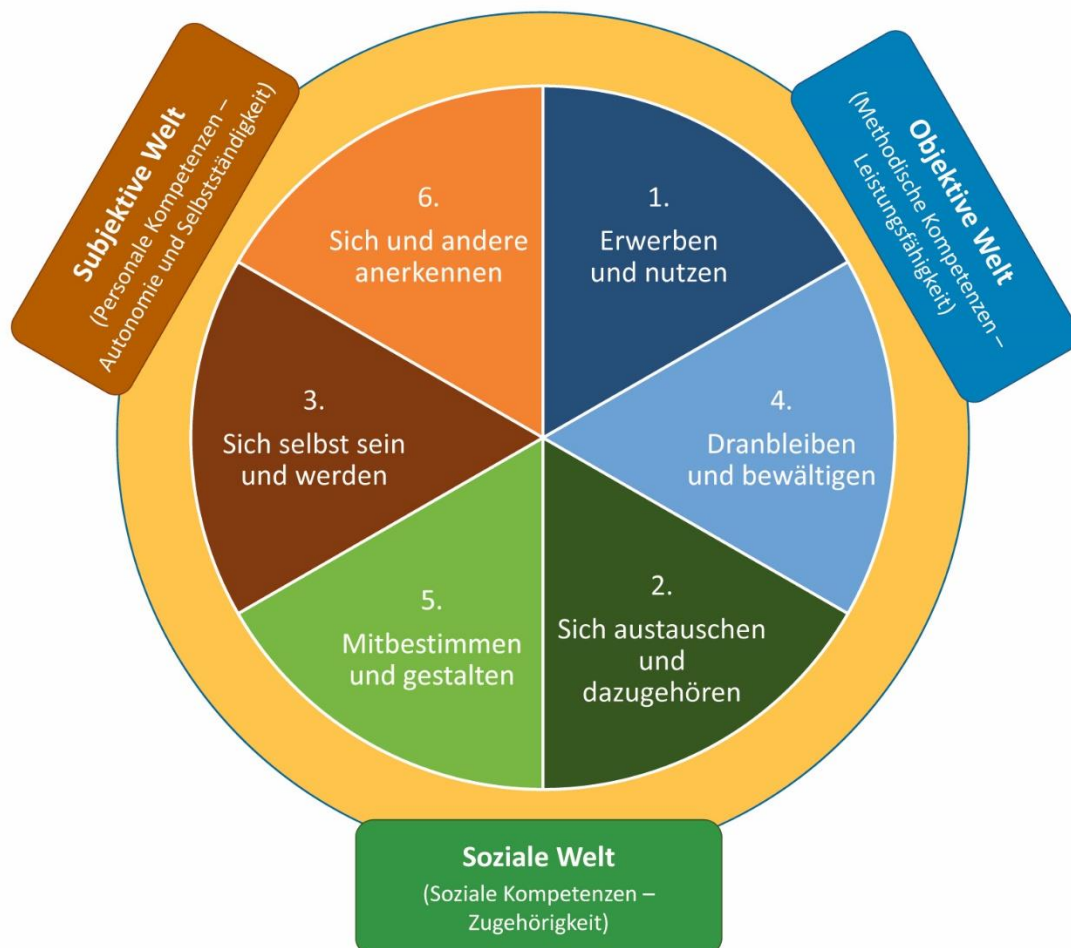 Subjektive Welt
(Personale Kompetenzen –
Autonomie und Selbstständigkeit)
Objektive Welt
(Methodische Kompetenzen –
Leistungsfähigkeit)
6.
Sich und andere
anerkennen
1.
Erwerben
und nutzen
3.
Sich selbst sein
und werden
4.
Dranbleiben
und bewältigen
5.
Mitbestimmen
und gestalten
2.
Sich austauschen
und
dazugehören
Soziale Welt
(Soziale Kompetenzen –
Zugehörigkeit)